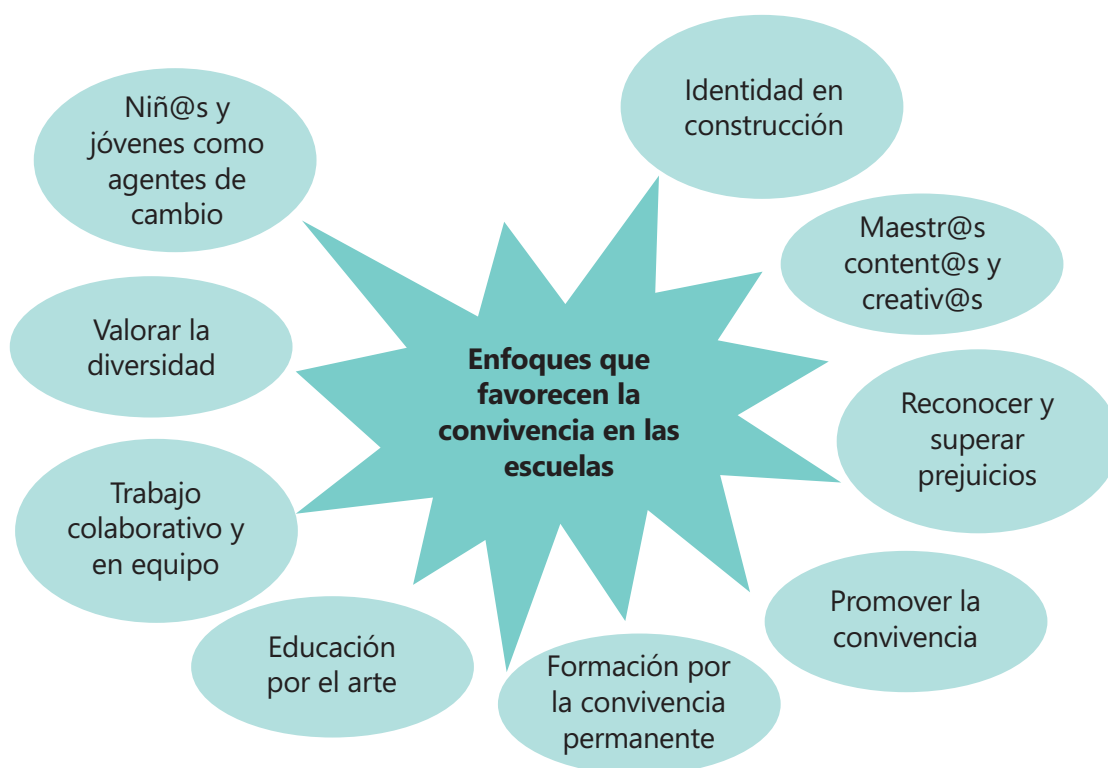 Niñ@s y
jóvenes como
agentes de
cambio
Identidad en
construcción
Maestr@s
content@s y
creativ@s
Valorar la
diversidad
Enfoques que
favorecen la
convivencia en las
escuelas
Reconocer y
superar
prejuicios
Trabajo
colaborativo y
en equipo
Promover la
convivencia
Educación
por el arte
Formación por
la convivencia
permanente